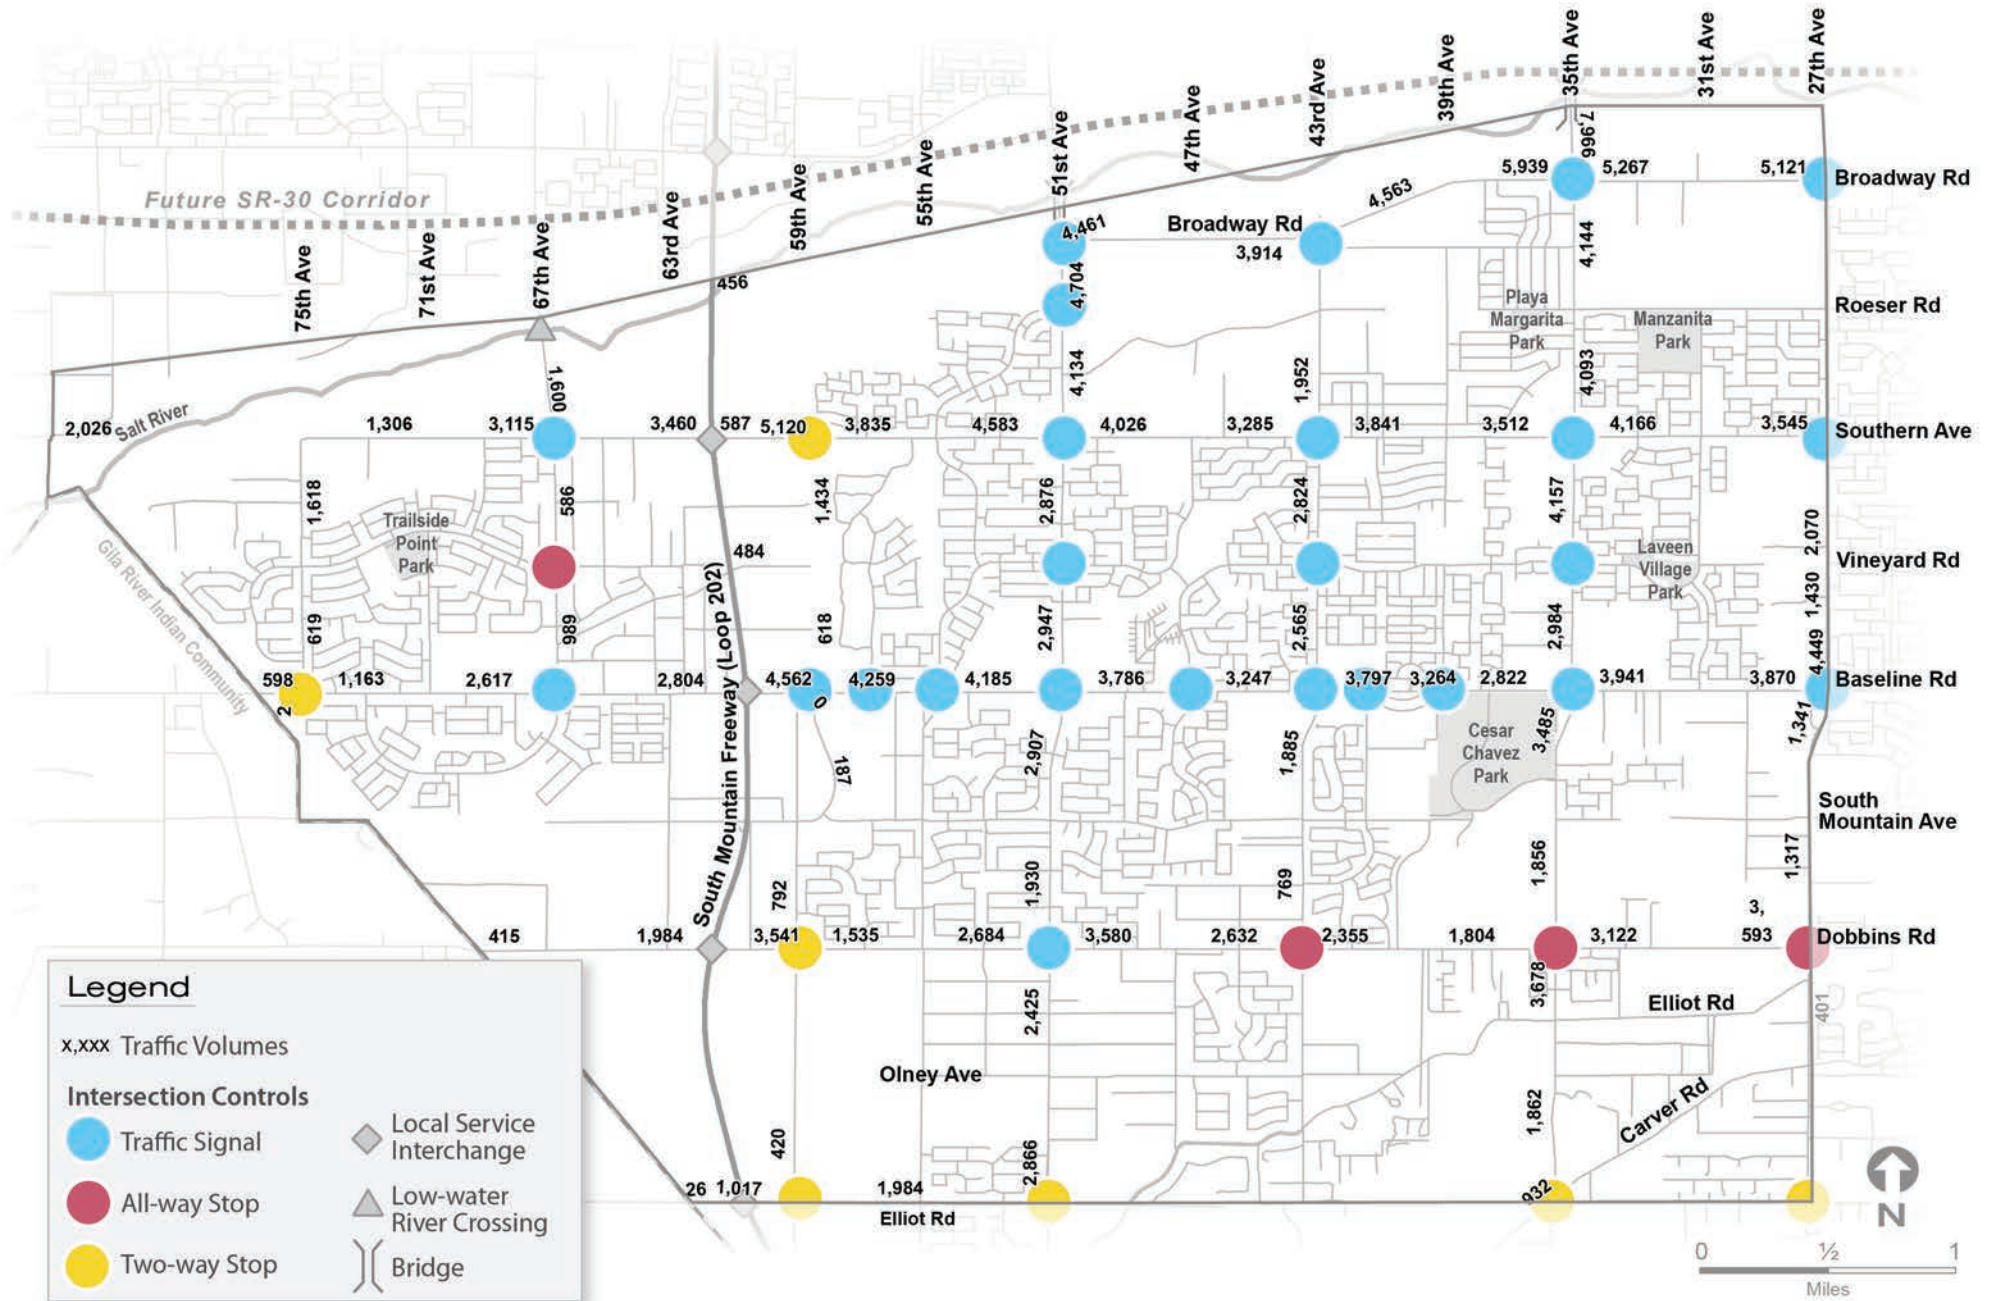 35th Ave
31st Ave
27th Ave
39th Ave
43rd Ave
47th Ave
51st Ave
55th Ave
59th Ave
63rd Ave
67th Ave
71st Ave
75th Ave
Future SR-30 Corridor
7,966
5,939
5,267
5,121
Broadway Rd
4,563
4,461
Broadway Rd
3,914
4,144
456
4,704
Playa
Margarita
Park
Manzanita
Park
Roeser Rd
1,600
4,134
1,952
4,093
2,026
Salt River
1,306
3,115
3,460
587
5,120
3,835
4,583
4,026
3,285
3,841
3,512
4,166
3,545
Southern Ave
1,618
586
1,434
2,876
2,824
4,157
2,070
Trailside
Point
Park
484
Laveen
Village
Park
Vineyard Rd
Gila River Indian Community
619
989
618
2,947
2,565
2,984
1,430
4,449
598
1,163
2,617
2,804
4,562
4,259
4,185
3,786
3,247
3,797
3,264
2,822
3,941
3,870
Baseline Rd
2
0
South Mountain Freeway (Loop 202)
187
2,907
1,885
Cesar
Chavez
Park
3,485
1,341
South
Mountain Ave
792
1,930
769
1,856
1,317
3,
415
1,984
3,541
1,535
2,684
3,580
2,632
2,355
1,804
3,122
593
Dobbins Rd
2,425
3,678
Elliot Rd
401
Olney Ave
420
1,862
Carver Rd
2,866
26
1,017
1,984
932
Elliot Rd
Legend
x,xxx Traffic Volumes
Intersection Controls
Traffic Signal
All-way Stop
Two-way Stop
Local Service
Interchange
Low-water
River Crossing
Bridge
N
0 ½ 1
Miles